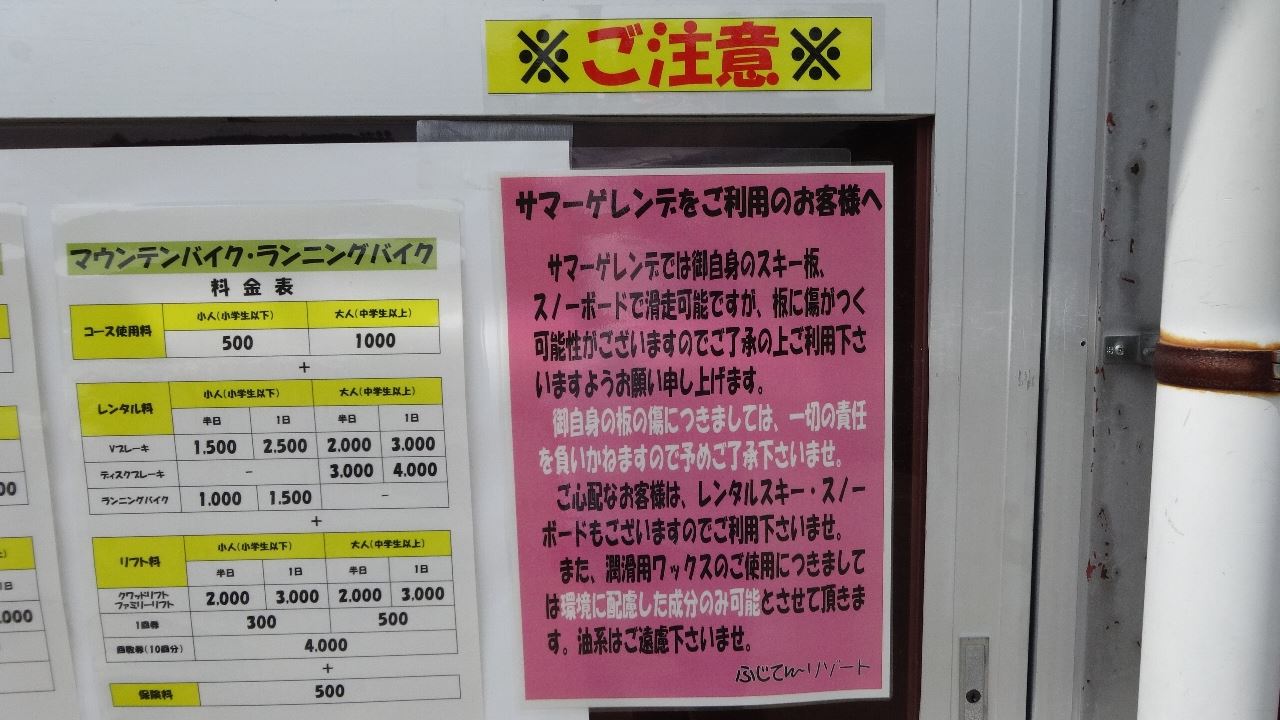 ※ご注意※
マウンテンバイク・ランニングバイク
料金表
コース使用料 小人(小学生以下) 大人(中学生以上)
500 1000
+
レンタル料 小人(小学生以下) 大人(中学生以上)
半日 1日 半日 1日
Vブレーキ 1.500 2.500 2.000 3.000
ディスクブレーキ - 3.000 4.000
ランニングバイク 1.000 1.500 -
+
リフト料 小人(小学生以下) 大人(中学生以上)
半日 1日 半日 1日
クワッドリフト
ファミリーリフト 2.000 3.000 2.000 3.000
1回券 300 500
回数券(10回分) 4.000
+
保険料 500
サマーゲレンデをご利用のお客様へ
サマーゲレンデでは御自身のスキー板、
スノーボードで滑走可能ですが、板に傷がつく
可能性がございますのでご了承の上ご利用下さ
いますようお願い申し上げます。
御自身の板の傷につきましては、一切の責任
を負いかねますので予めご了承下さいませ。
ご心配なお客様は、レンタルスキー・スノー
ボードもございますのでご利用下さいませ。
また、潤滑用ワックスのご使用につきまして
は環境に配慮した成分のみ可能とさせて頂きま
す。油系はご遠慮下さいませ。
ふじてんリゾート